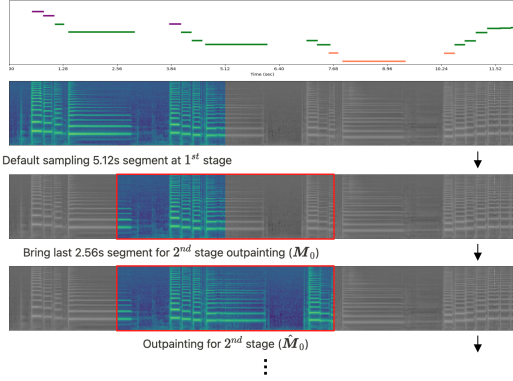 .00 1.28 2.56 3.84 5.12 6.40 7.68 8.96 10.24 11.52
Time (sec)
Default sampling 5.12s segment at 1st stage
Bring last 2.56s segment for 2nd stage outpainting (M0)
Outpainting for 2nd stage (M̂0)